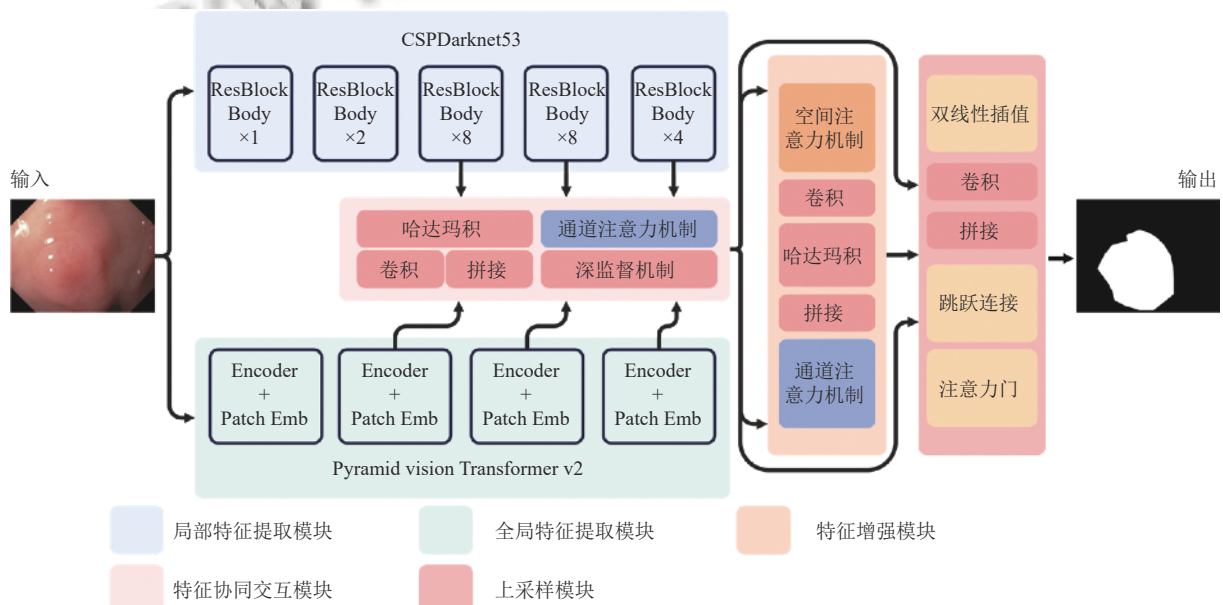 CSPDarknet53
ResBlock
Body
×1
ResBlock
Body
×2
ResBlock
Body
×8
ResBlock
Body
×8
ResBlock
Body
×4
输入
哈达玛积
通道注意力机制
卷积
拼接
深监督机制
Encoder
+
Patch Emb
Encoder
+
Patch Emb
Encoder
+
Patch Emb
Encoder
+
Patch Emb
Pyramid vision Transformer v2
空间注
意力机制
卷积
哈达玛积
拼接
通道注
意力机制
双线性插值
卷积
拼接
跳跃连接
注意力门
输出
局部特征提取模块
全局特征提取模块
特征增强模块
特征协同交互模块
上采样模块